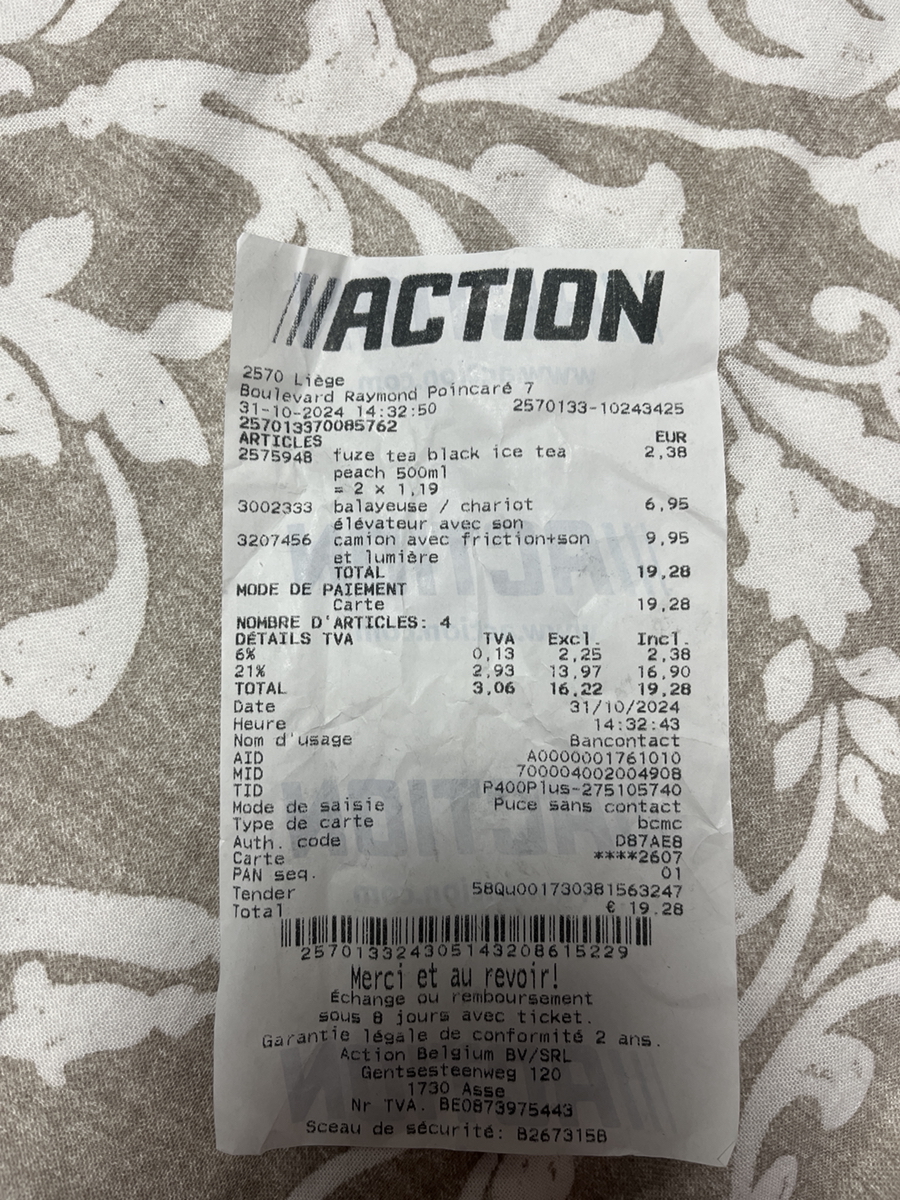 ACTION
2570 Liège
Boulevard Raymond Poincaré 7
31-10-2024 14:32:50 2570133-10243425
257013370085762
ARTICLES EUR
2575948 fuze tea black ice tea 2,38
peach 500ml
= 2 x 1,19
3002333 balayeuse / chariot 6,95
élévateur avec son
3207456 camion avec friction+son 9,95
et lumière
TOTAL 19,28
MODE DE PAIEMENT
Carte 19,28
NOMBRE D'ARTICLES: 4
DÉTAILS TVA TVA Excl. Incl.
6% 0,13 2,25 2,38
21% 2,93 13,97 16,90
TOTAL 3,06 16,22 19,28
Date 31/10/2024
Heure 14:32:43
Nom d'usage Bancontact
AID A0000001761010
MID 700004002004908
TID P400Plus-275105740
Mode de saisie Puce sans contact
Type de carte bcmc
Auth. code D87AE8
Carte ****2607
PAN seq. 01
Tender 58Qu001730381563247
Total € 19.28
257013324305143208615229
Merci et au revoir!
Échange ou remboursement
sous 8 jours avec ticket.
Garantie légale de conformité 2 ans.
Action Belgium BV/SRL
Gentsesteenweg 120
1730 Asse
Nr TVA. BE0873975443
Sceau de sécurité: B267315B